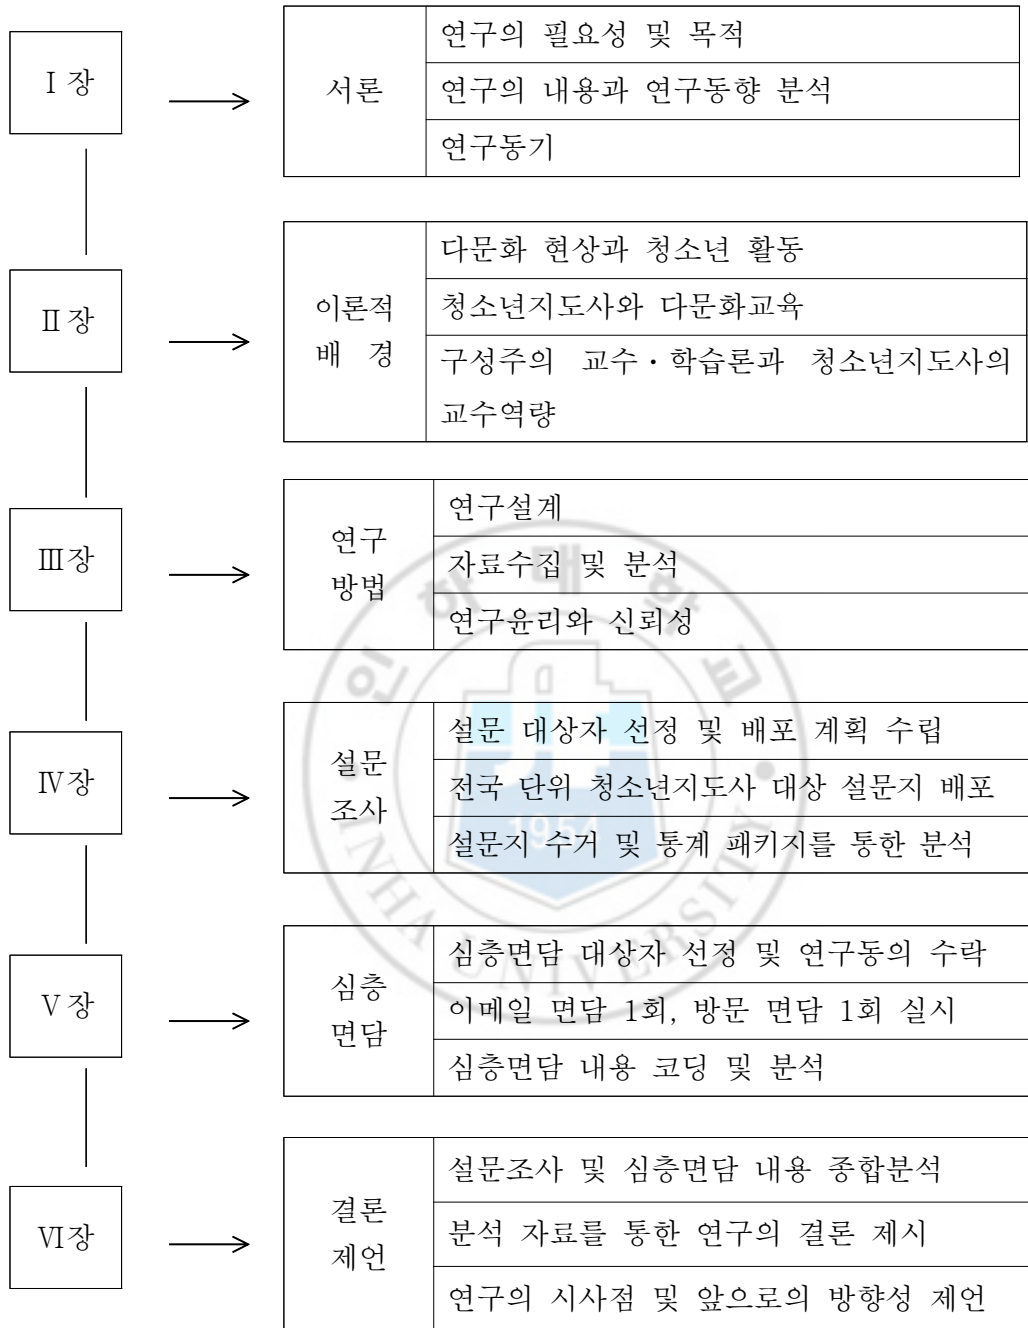 Ⅰ장
서론
연구의 필요성 및 목적
연구의 내용과 연구동향 분석
연구동기
Ⅱ장
이론적
배 경
다문화 현상과 청소년 활동
청소년지도사와 다문화교육
구성주의 교수・학습론과 청소년지도사의
교수역량
Ⅲ장
연구
방법
연구설계
자료수집 및 분석
연구윤리와 신뢰성
Ⅳ장
설문
조사
설문 대상자 선정 및 배포 계획 수립
전국 단위 청소년지도사 대상 설문지 배포
설문지 수거 및 통계 패키지를 통한 분석
Ⅴ장
심층
면담
심층면담 대상자 선정 및 연구동의 수락
이메일 면담 1회, 방문 면담 1회 실시
심층면담 내용 코딩 및 분석
Ⅵ장
결론
제언
설문조사 및 심층면담 내용 종합분석
분석 자료를 통한 연구의 결론 제시
연구의 시사점 및 앞으로의 방향성 제언
인하대학교
1954
INHA UNIVERSITY